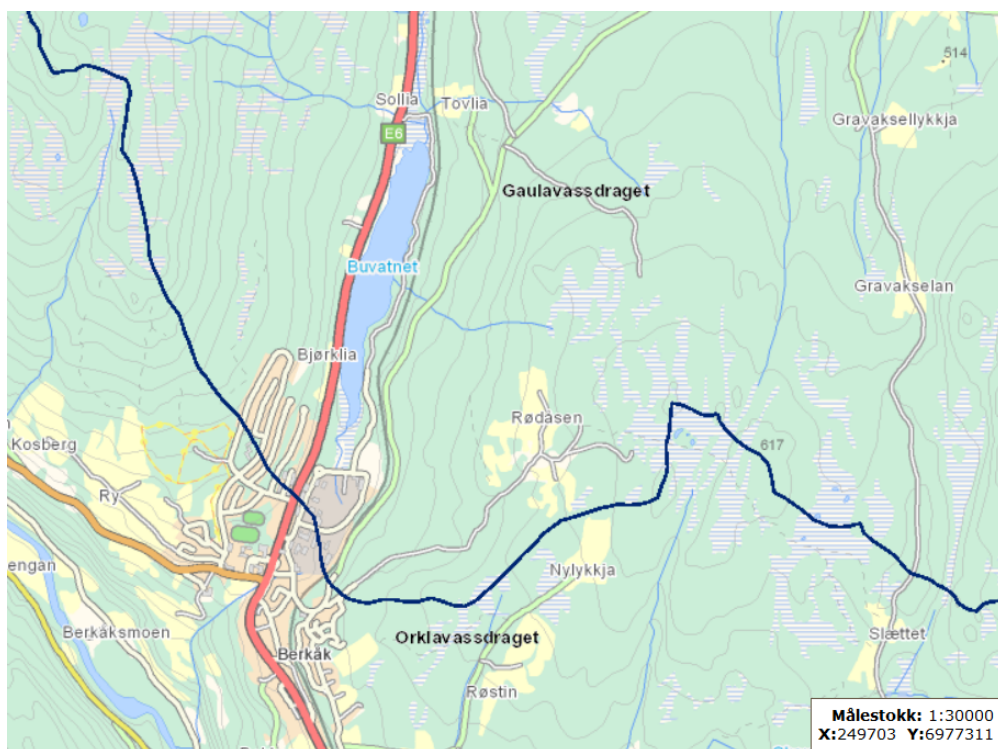 514
Sollia
Tovlia
E6
Gravaksellykkja
Gaulavassdraget
Buvatnet
Gravakselan
Bjørklia
Rødåsen
Kosberg
617
Ry
Nylykkja
Berkåksmoen
Orklavassdraget
Slættet
Berkåk
Røstin
Målestokk: 1:30000
X:249703 Y:6977311